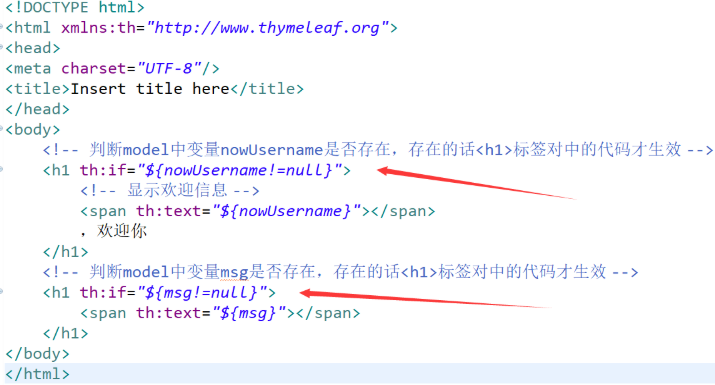 <!DOCTYPE html>
<html xmlns:th="http://www.thymeleaf.org">
<head>
<meta charset="UTF-8"/>
<title>Insert title here</title>
</head>
<body>
    <!-- 判断model中变量nowUsername是否存在，存在的话<h1>标签对中的代码才生效 -->
    <h1 th:if="${nowUsername!=null}">
        <!-- 显示欢迎信息 -->
        <span th:text="${nowUsername}"></span>
        ，欢迎你
    </h1>
    <!-- 判断model中变量msg是否存在，存在的话<h1>标签对中的代码才生效 -->
    <h1 th:if="${msg!=null}">
        <span th:text="${msg}"></span>
    </h1>
</body>
</html>